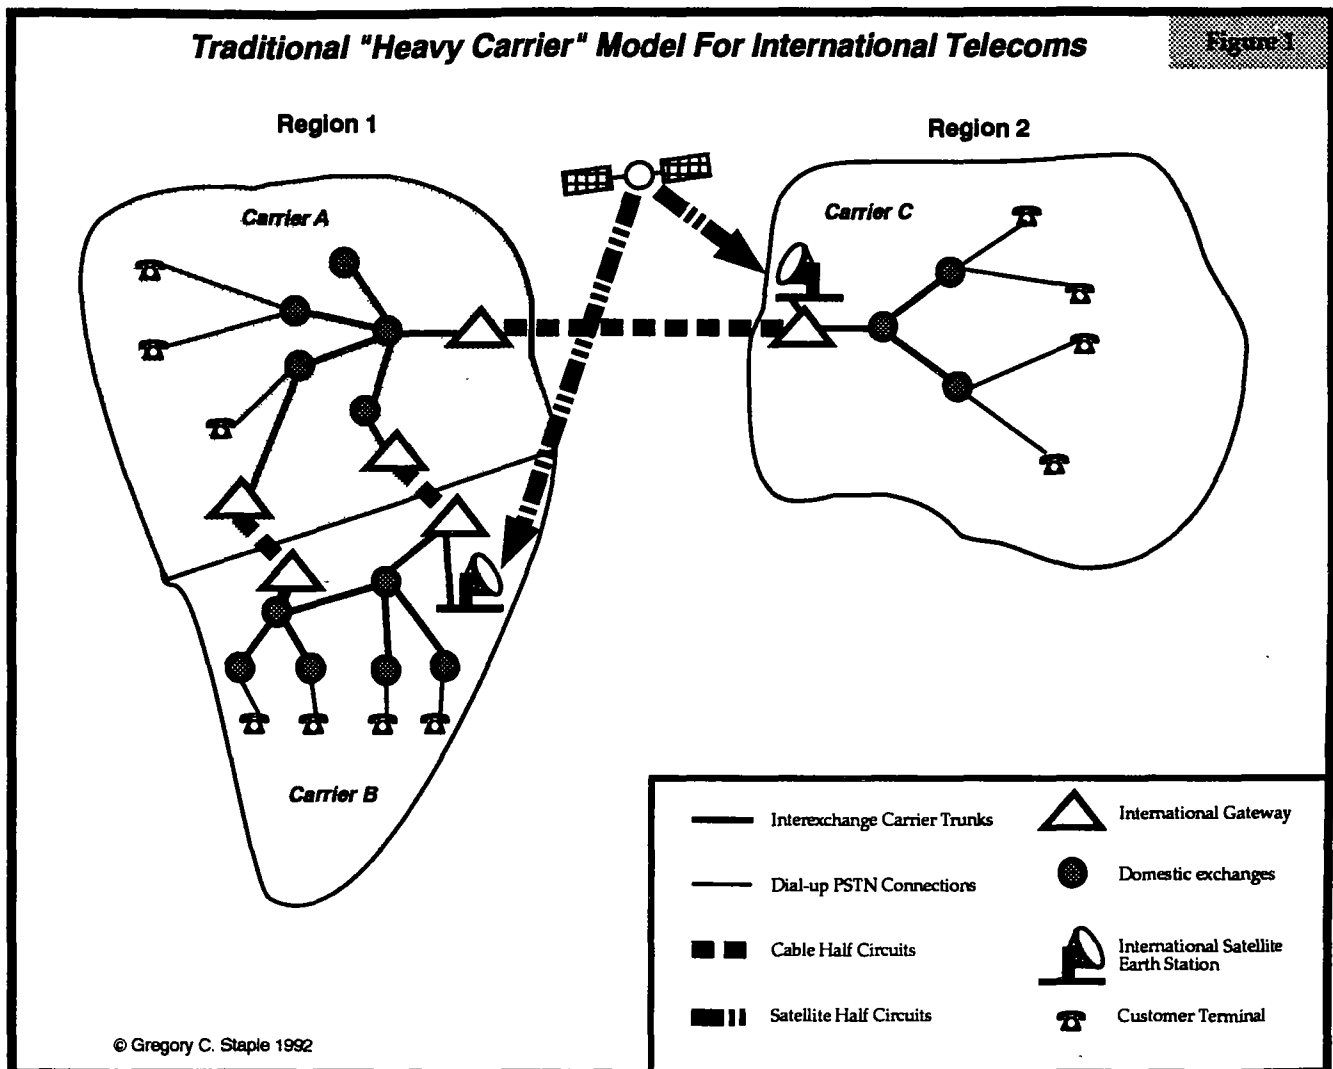 Traditional "Heavy Carrier" Model For International Telecoms
Figure 1
Region 1
Region 2
Carrier A
Carrier C
Carrier B
Interexchange Carrier Trunks
International Gateway
Dial-up PSTN Connections
Domestic exchanges
Cable Half Circuits
International Satellite
Earth Station
Satellite Half Circuits
Customer Terminal
© Gregory C. Staple 1992